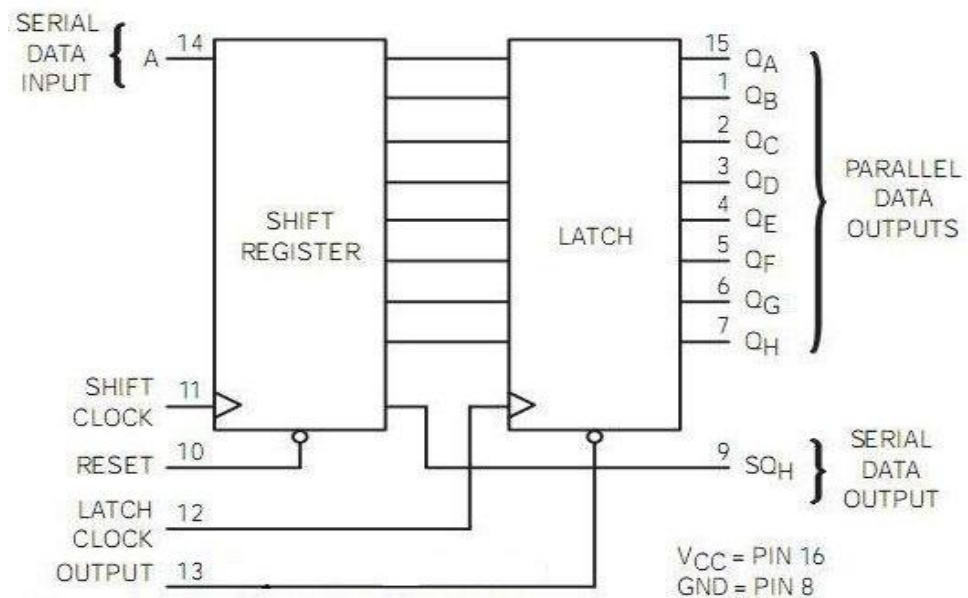 SERIAL
DATA
INPUT
A
14
SHIFT
REGISTER
LATCH
15 QA
1 QB
2 QC
3 QD
4 QE
5 QF
6 QG
7 QH
PARALLEL
DATA
OUTPUTS
SHIFT
CLOCK
11
RESET 10
LATCH
CLOCK
12
OUTPUT 13
9 SQH
SERIAL
DATA
OUTPUT
VCC = PIN 16
GND = PIN 8